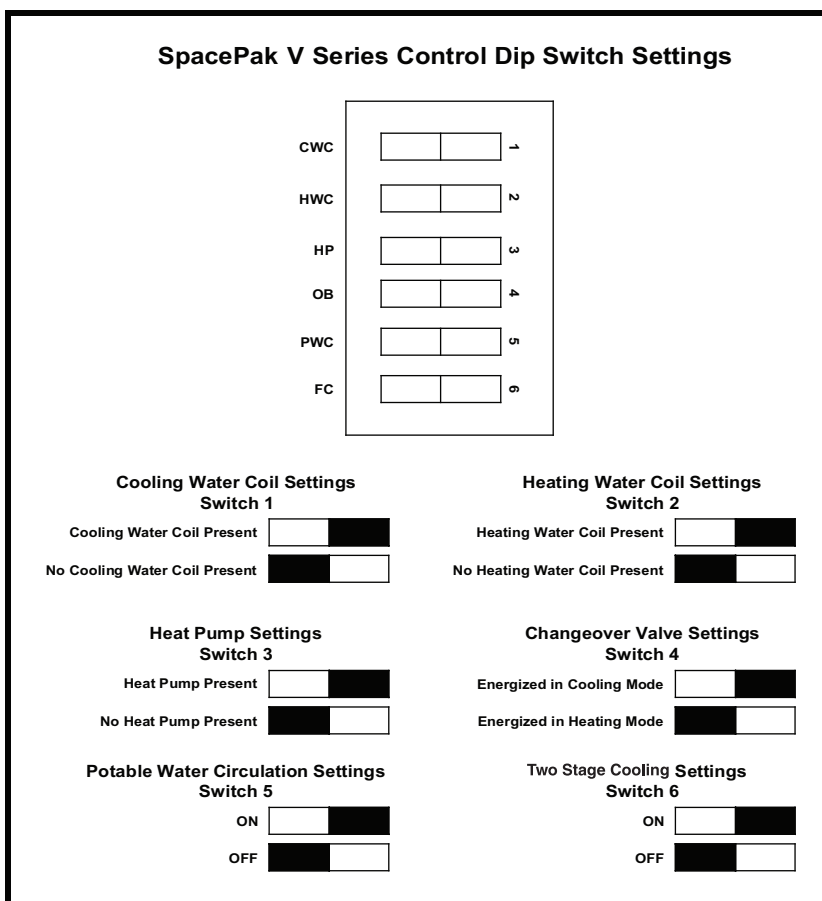 SpacePak V Series Control Dip Switch Settings
CWC 1
HWC 2
HP 3
OB 4
PWC 5
FC 6
Cooling Water Coil Settings
Switch 1
Cooling Water Coil Present
No Cooling Water Coil Present
Heating Water Coil Settings
Switch 2
Heating Water Coil Present
No Heating Water Coil Present
Heat Pump Settings
Switch 3
Heat Pump Present
No Heat Pump Present
Changeover Valve Settings
Switch 4
Energized in Cooling Mode
Energized in Heating Mode
Potable Water Circulation Settings
Switch 5
ON
OFF
Two Stage Cooling Settings
Switch 6
ON
OFF